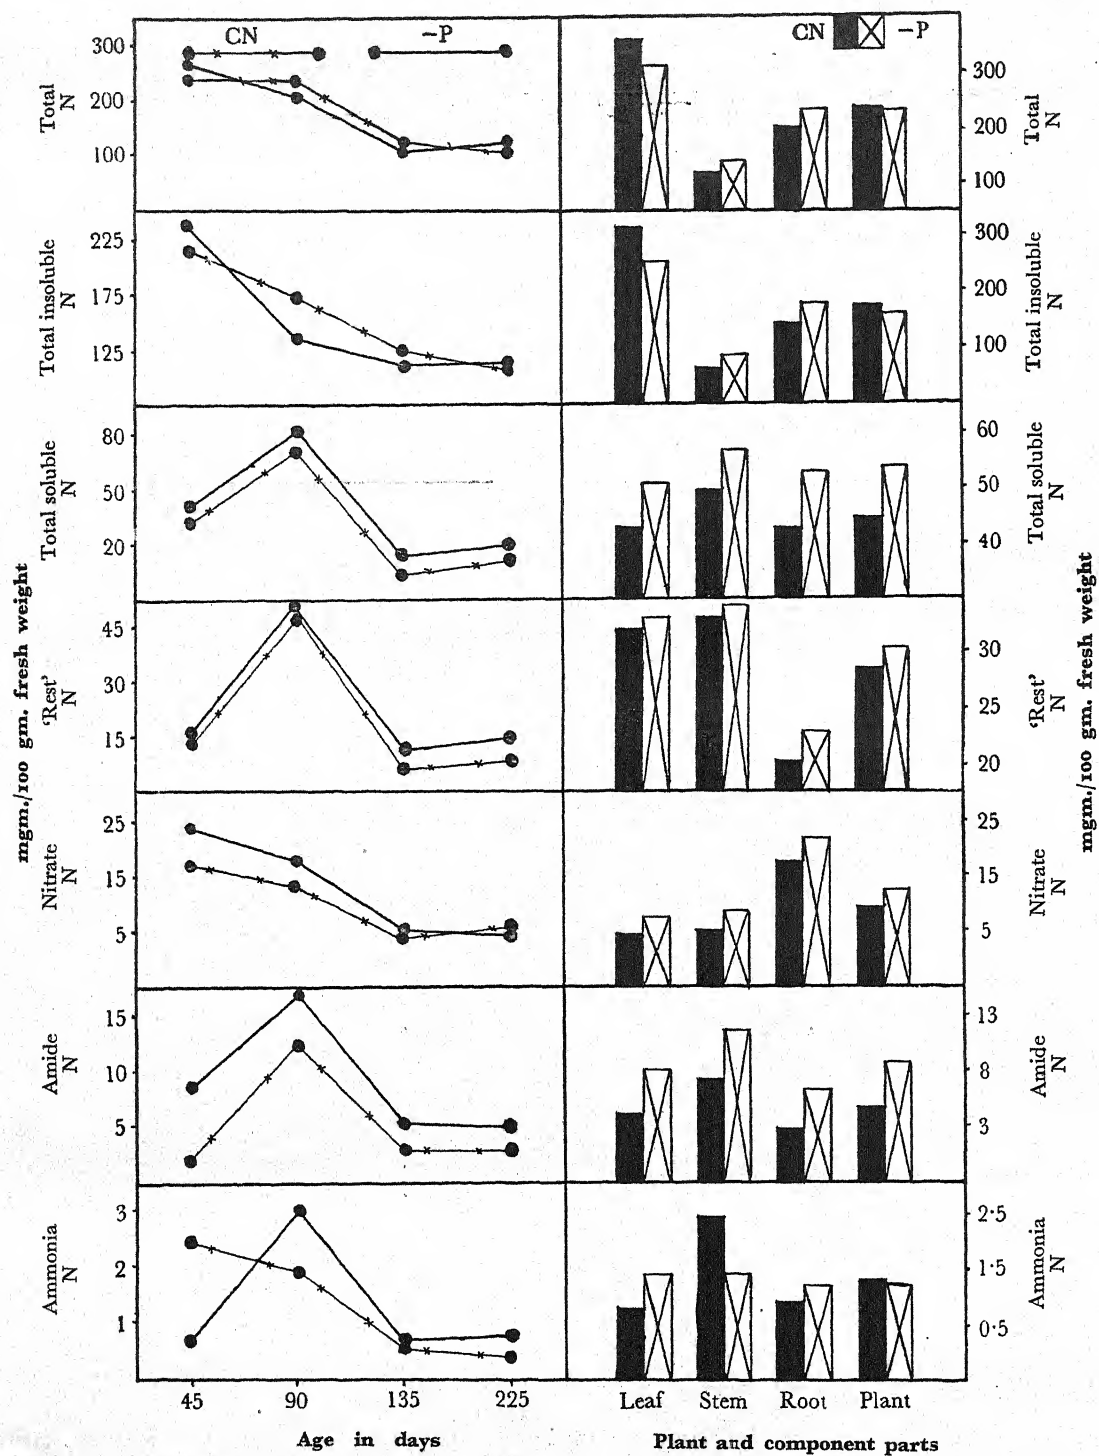 CN −P
CN −P
300
200
100
Total
N
300
200
100
Total
N
225
175
125
Total insoluble
N
300
200
100
Total insoluble
N
80
50
20
Total soluble
N
60
50
40
Total soluble
N
45
30
15
‘Rest’
N
30
25
20
‘Rest’
N
25
15
5
Nitrate
N
25
15
5
Nitrate
N
15
10
5
Amide
N
13
8
3
Amide
N
3
2
1
Ammonia
N
2·5
1·5
0·5
Ammonia
N
mgm./100 gm. fresh weight
mgm./100 gm. fresh weight
45 90 135 225
Leaf Stem Root Plant
Age in days
Plant and component parts